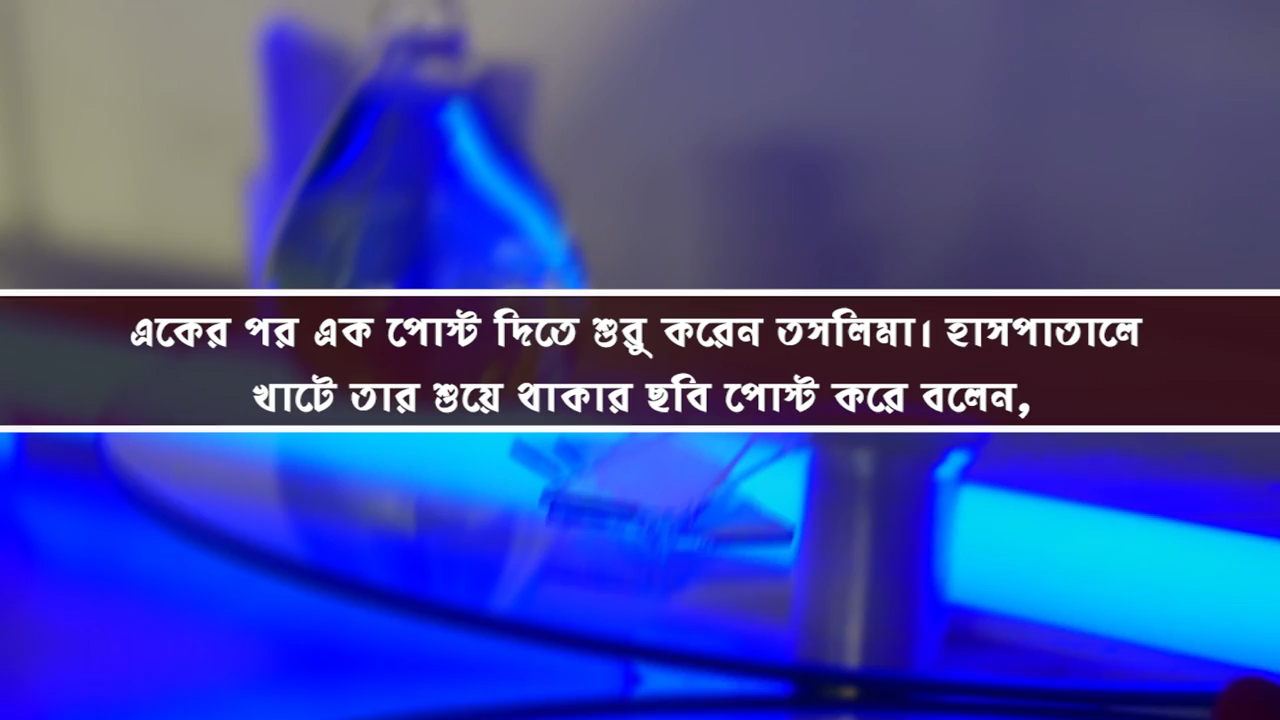 একের পর এক পোস্ট দিতে শুরু করেন তসলিমা। হাসপাতালে
খাটে তার শুয়ে থাকার ছবি পোস্ট করে বলেন,